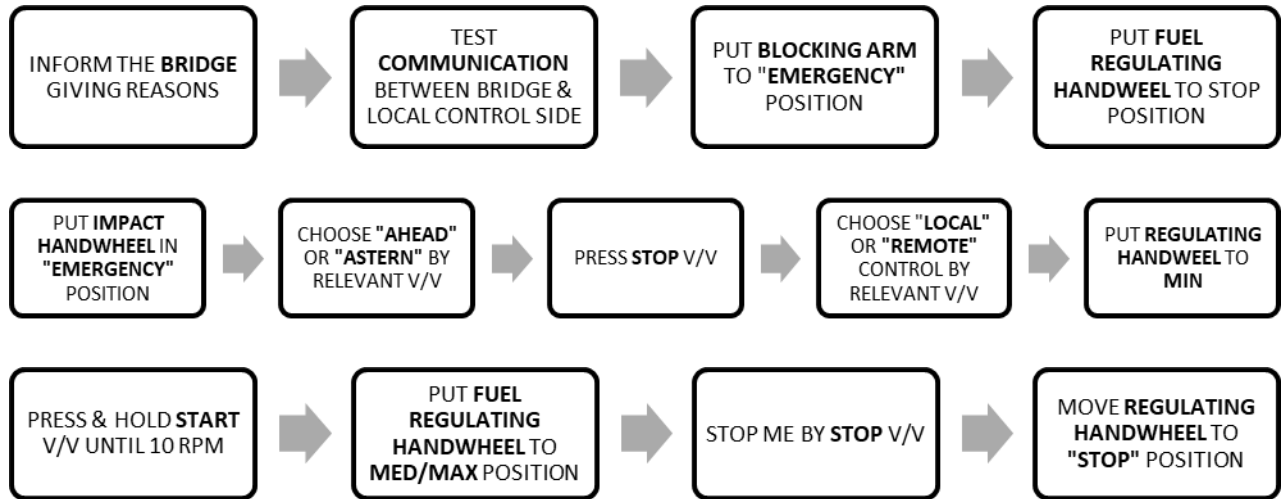 INFORM THE BRIDGE
GIVING REASONS
TEST
COMMUNICATION
BETWEEN BRIDGE &
LOCAL CONTROL SIDE
PUT BLOCKING ARM
TO "EMERGENCY"
POSITION
PUT FUEL
REGULATING
HANDWEEL TO STOP
POSITION
PUT IMPACT
HANDWHEEL IN
"EMERGENCY"
POSITION
CHOOSE "AHEAD"
OR "ASTERN" BY
RELEVANT V/V
PRESS STOP V/V
CHOOSE "LOCAL"
OR "REMOTE"
CONTROL BY
RELEVANT V/V
PUT REGULATING
HANDWEEL TO
MIN
PRESS & HOLD START
V/V UNTIL 10 RPM
PUT FUEL
REGULATING
HANDWHEEL TO
MED/MAX POSITION
STOP ME BY STOP V/V
MOVE REGULATING
HANDWHEEL TO
"STOP" POSITION